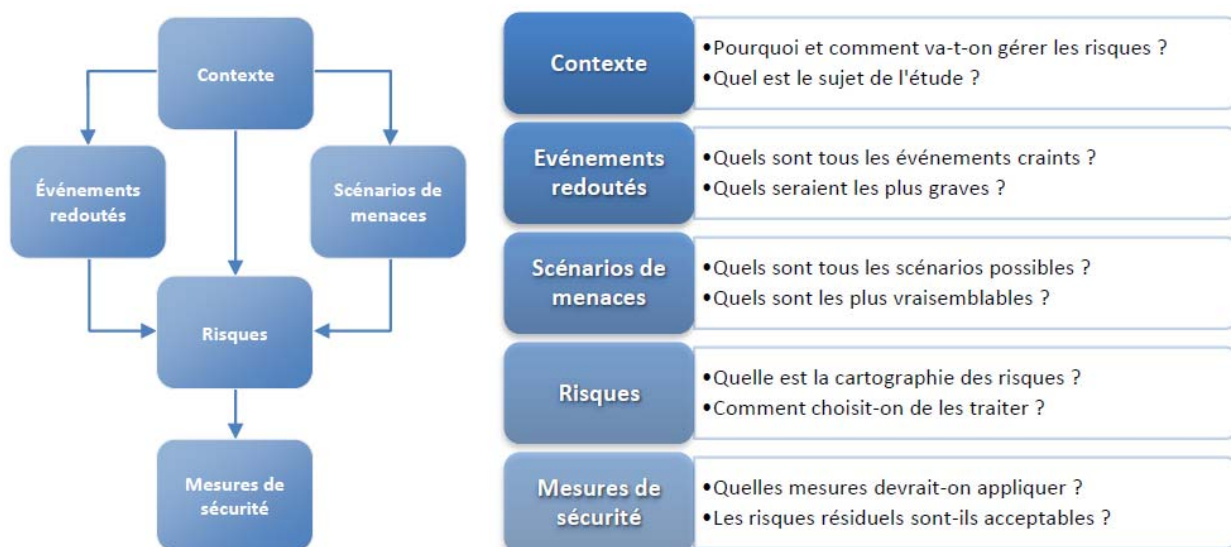 Contexte
Événements
redoutés
Scénarios de
menaces
Risques
Mesures de
sécurité
Contexte
•Pourquoi et comment va-t-on gérer les risques ?
•Quel est le sujet de l'étude ?
Evénements
redoutés
•Quels sont tous les événements craints ?
•Quels seraient les plus graves ?
Scénarios de
menaces
•Quels sont tous les scénarios possibles ?
•Quels sont les plus vraisemblables ?
Risques
•Quelle est la cartographie des risques ?
•Comment choisit-on de les traiter ?
Mesures de
sécurité
•Quelles mesures devrait-on appliquer ?
•Les risques résiduels sont-ils acceptables ?